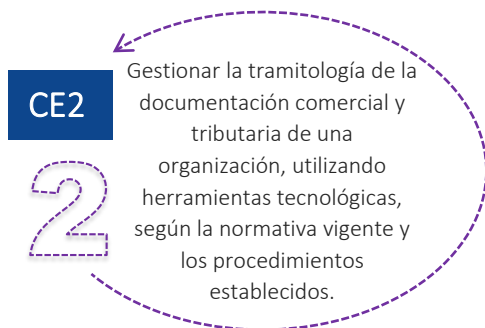 CE2
2
Gestionar la tramitología de la
documentación comercial y
tributaria de una
organización, utilizando
herramientas tecnológicas,
según la normativa vigente y
los procedimientos
establecidos.